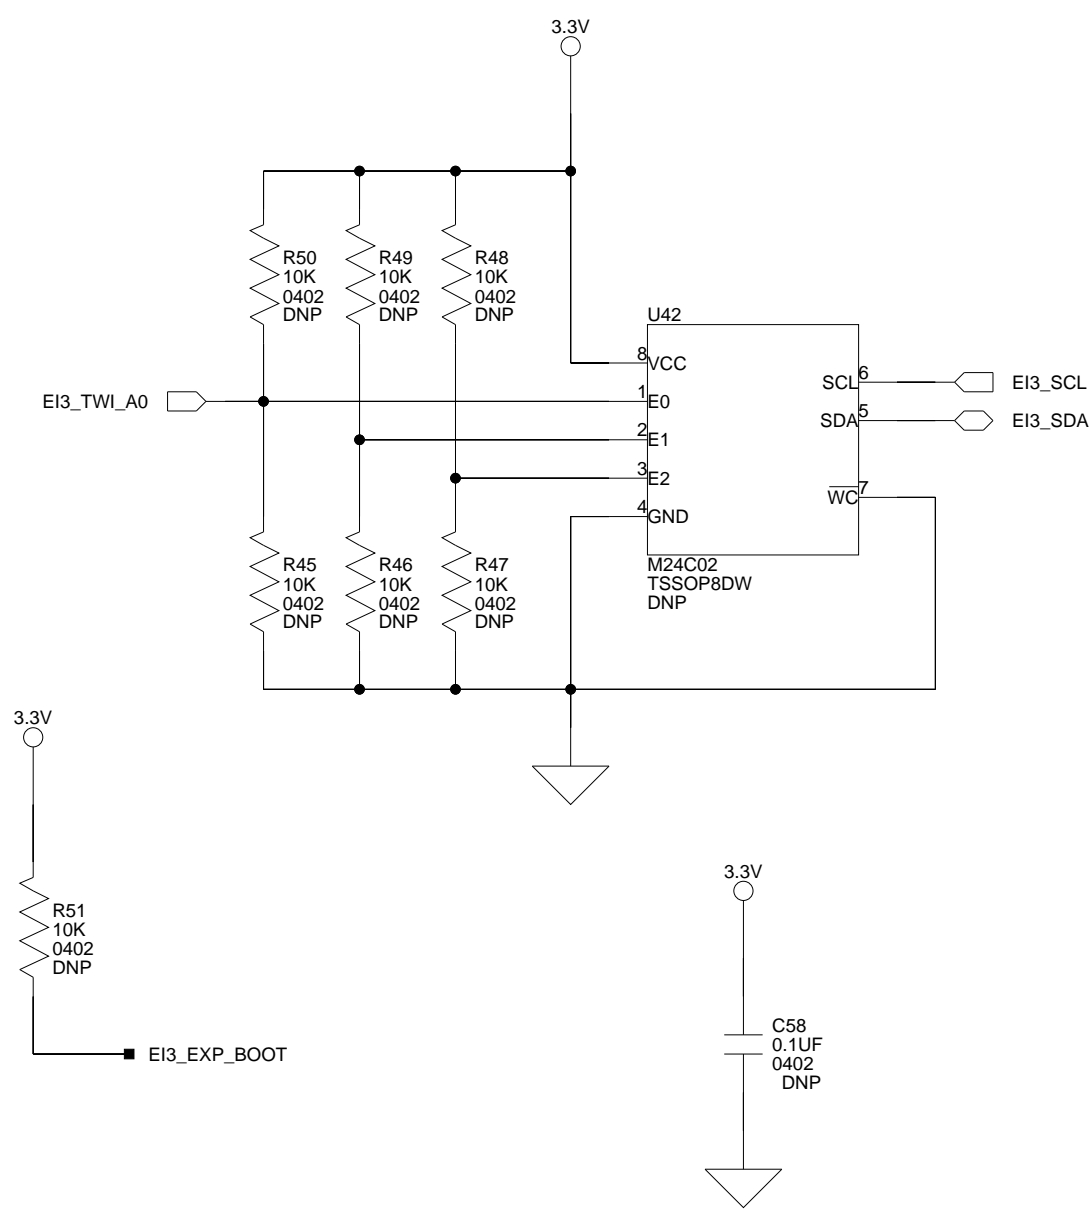 3.3V
R50
10K
0402
DNP
R49
10K
0402
DNP
R48
10K
0402
DNP
U42
8
VCC
EI3_TWI_A0
1
E0
2
E1
3
E2
4
GND
SCL
6
EI3_SCL
SDA
5
EI3_SDA
WC
7
M24C02
TSSOP8DW
DNP
R45
10K
0402
DNP
R46
10K
0402
DNP
R47
10K
0402
DNP
3.3V
R51
10K
0402
DNP
EI3_EXP_BOOT
3.3V
C58
0.1UF
0402
DNP